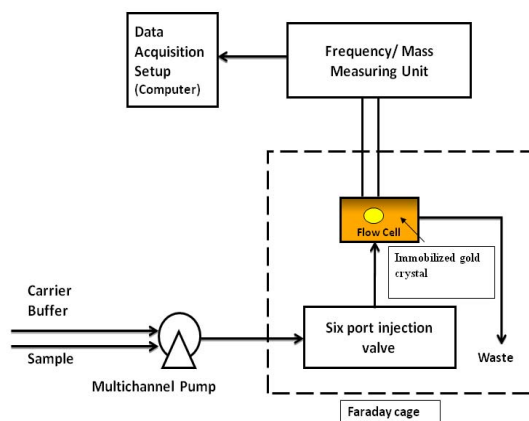 Data
Acquisition
Setup
(Computer)
Frequency/ Mass
Measuring Unit
Flow Cell
Immobilized gold
crystal
Carrier
Buffer
Sample
Multichannel Pump
Six port injection
valve
Waste
Faraday cage